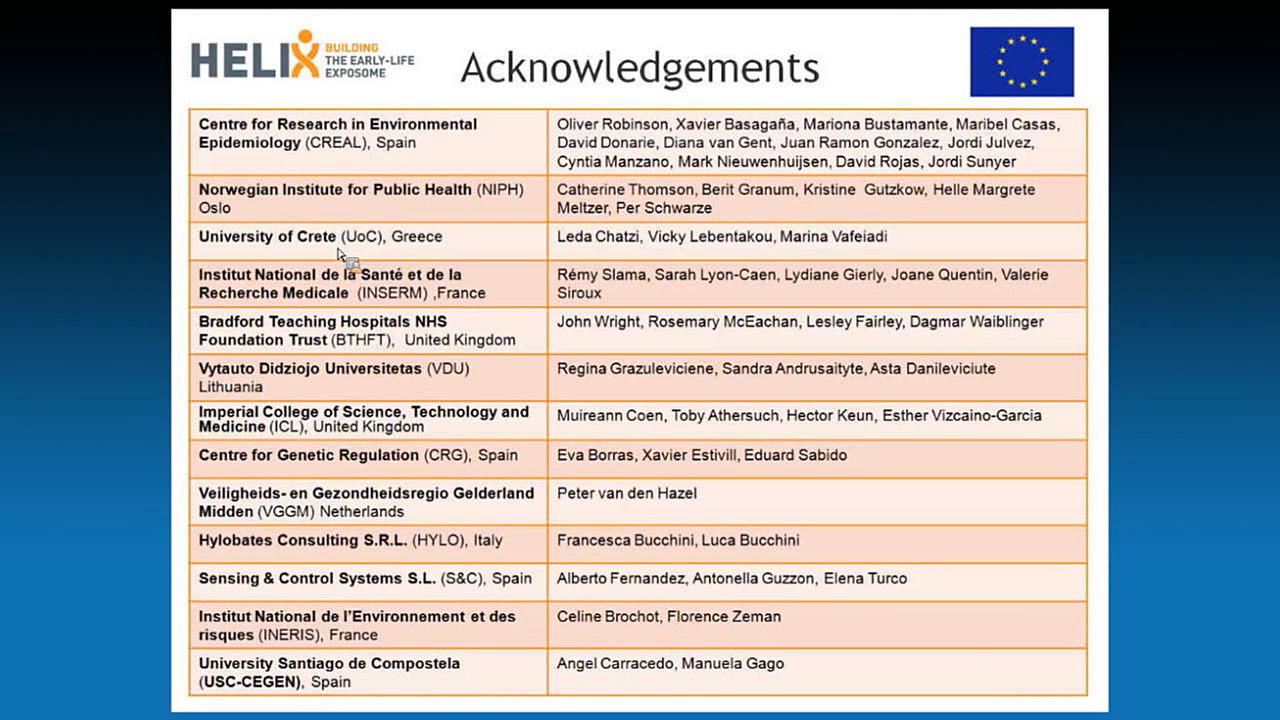 HELIX BUILDING
THE EARLY-LIFE
EXPOSOME
Acknowledgements
Centre for Research in Environmental
Epidemiology (CREAL), Spain
Oliver Robinson, Xavier Basagaña, Mariona Bustamante, Maribel Casas,
David Donarie, Diana van Gent, Juan Ramon Gonzalez, Jordi Julvez,
Cyntia Manzano, Mark Nieuwenhuijsen, David Rojas, Jordi Sunyer
Norwegian Institute for Public Health (NIPH)
Oslo
Catherine Thomson, Berit Granum, Kristine Gutzkow, Helle Margrete
Meltzer, Per Schwarze
University of Crete (UoC), Greece
Leda Chatzi, Vicky Lebentakou, Marina Vafeiadi
Institut National de la Santé et de la
Recherche Medicale (INSERM) ,France
Rémy Slama, Sarah Lyon-Caen, Lydiane Gierly, Joane Quentin, Valerie
Siroux
Bradford Teaching Hospitals NHS
Foundation Trust (BTHFT), United Kingdom
John Wright, Rosemary McEachan, Lesley Fairley, Dagmar Waiblinger
Vytauto Didziojo Universitetas (VDU)
Lithuania
Regina Grazuleviciene, Sandra Andrusaityte, Asta Danileviciute
Imperial College of Science, Technology and
Medicine (ICL), United Kingdom
Muireann Coen, Toby Athersuch, Hector Keun, Esther Vizcaino-Garcia
Centre for Genetic Regulation (CRG), Spain
Eva Borras, Xavier Estivill, Eduard Sabido
Veiligheids- en Gezondheidsregio Gelderland
Midden (VGGM) Netherlands
Peter van den Hazel
Hylobates Consulting S.R.L. (HYLO), Italy
Francesca Bucchini, Luca Bucchini
Sensing & Control Systems S.L. (S&C), Spain
Alberto Fernandez, Antonella Guzzon, Elena Turco
Institut National de l'Environnement et des
risques (INERIS), France
Celine Brochot, Florence Zeman
University Santiago de Compostela
(USC-CEGEN), Spain
Angel Carracedo, Manuela Gago